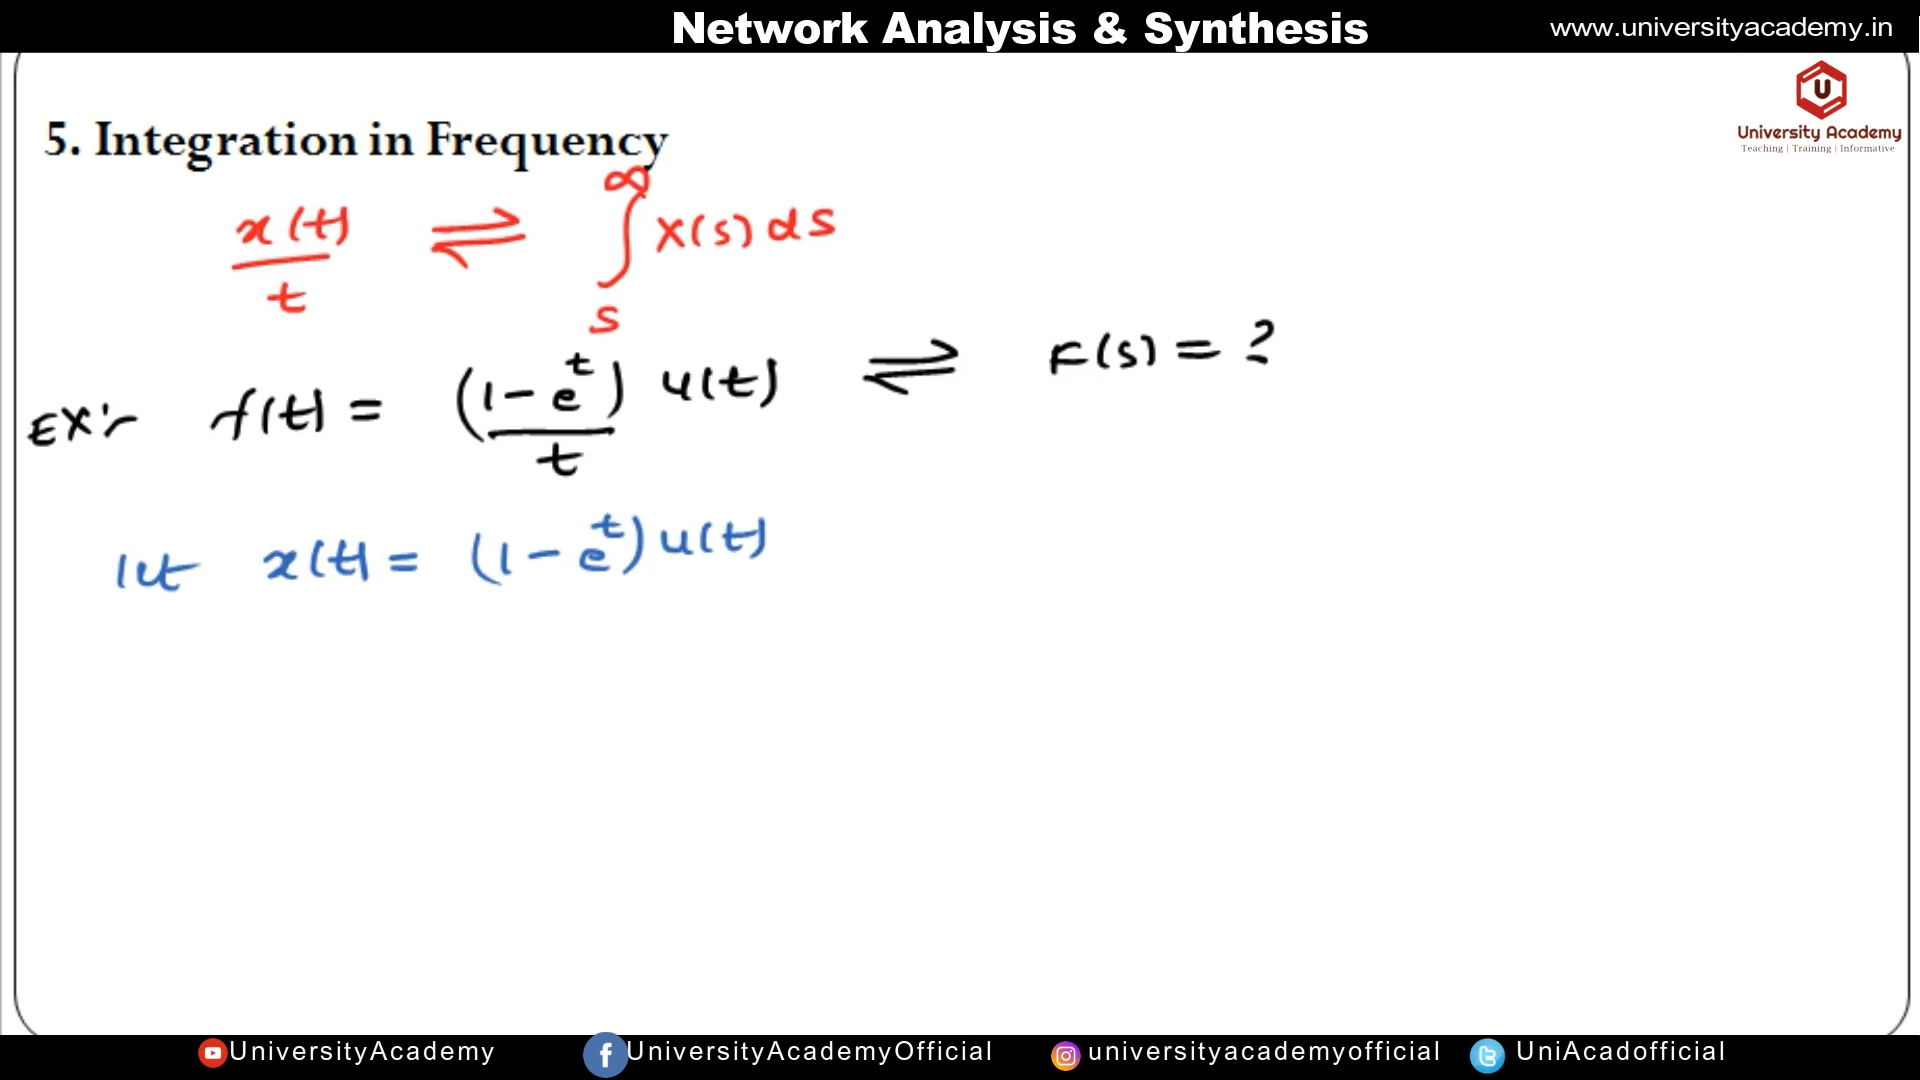 Network Analysis & Synthesis
www.universityacademy.in
U
University Academy
Teaching | Training | Informative
5. Integration in Frequency
x(t)/t ⇌ ∫_s^∞ X(s) ds
Ex:- f(t) = (1 - e^t)/t u(t) ⇌ F(s) = ?
let x(t) = (1 - e^t) u(t)
UniversityAcademy
UniversityAcademyOfficial
universityacademyofficial
UniAcadofficial